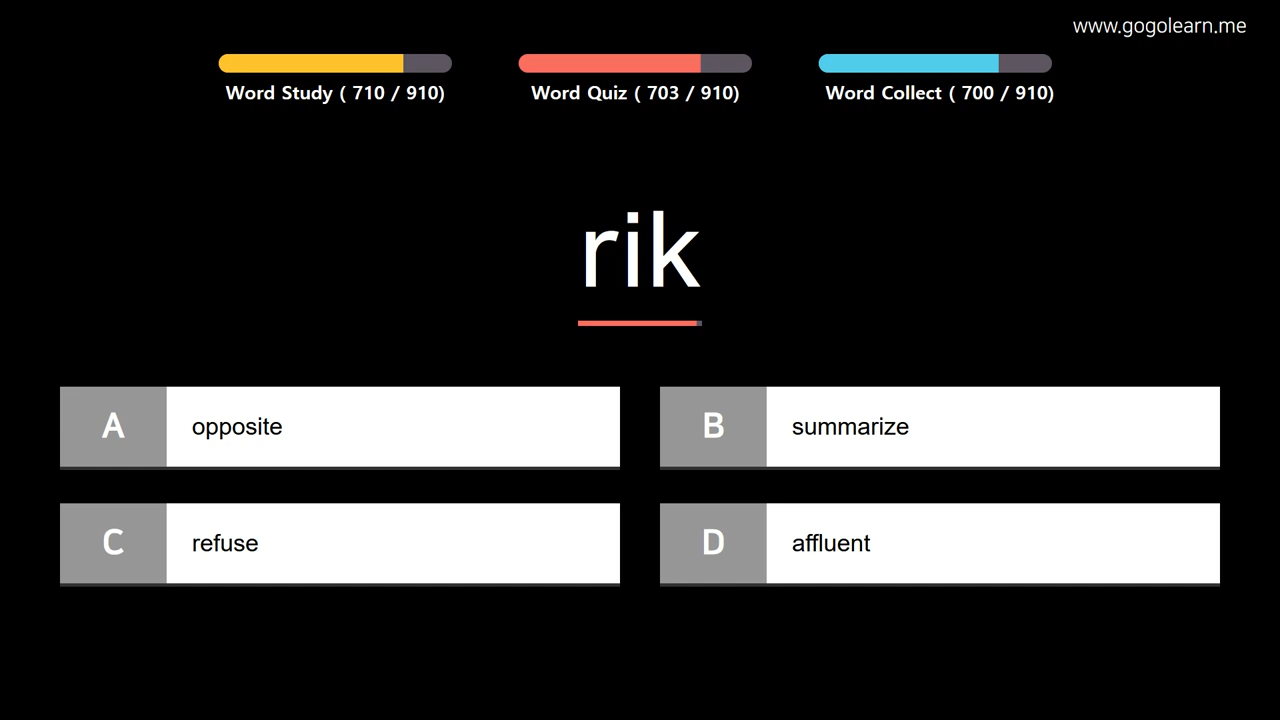 www.gogolearn.me
Word Study ( 710 / 910)
Word Quiz ( 703 / 910)
Word Collect ( 700 / 910)
rik
A opposite
B summarize
C refuse
D affluent